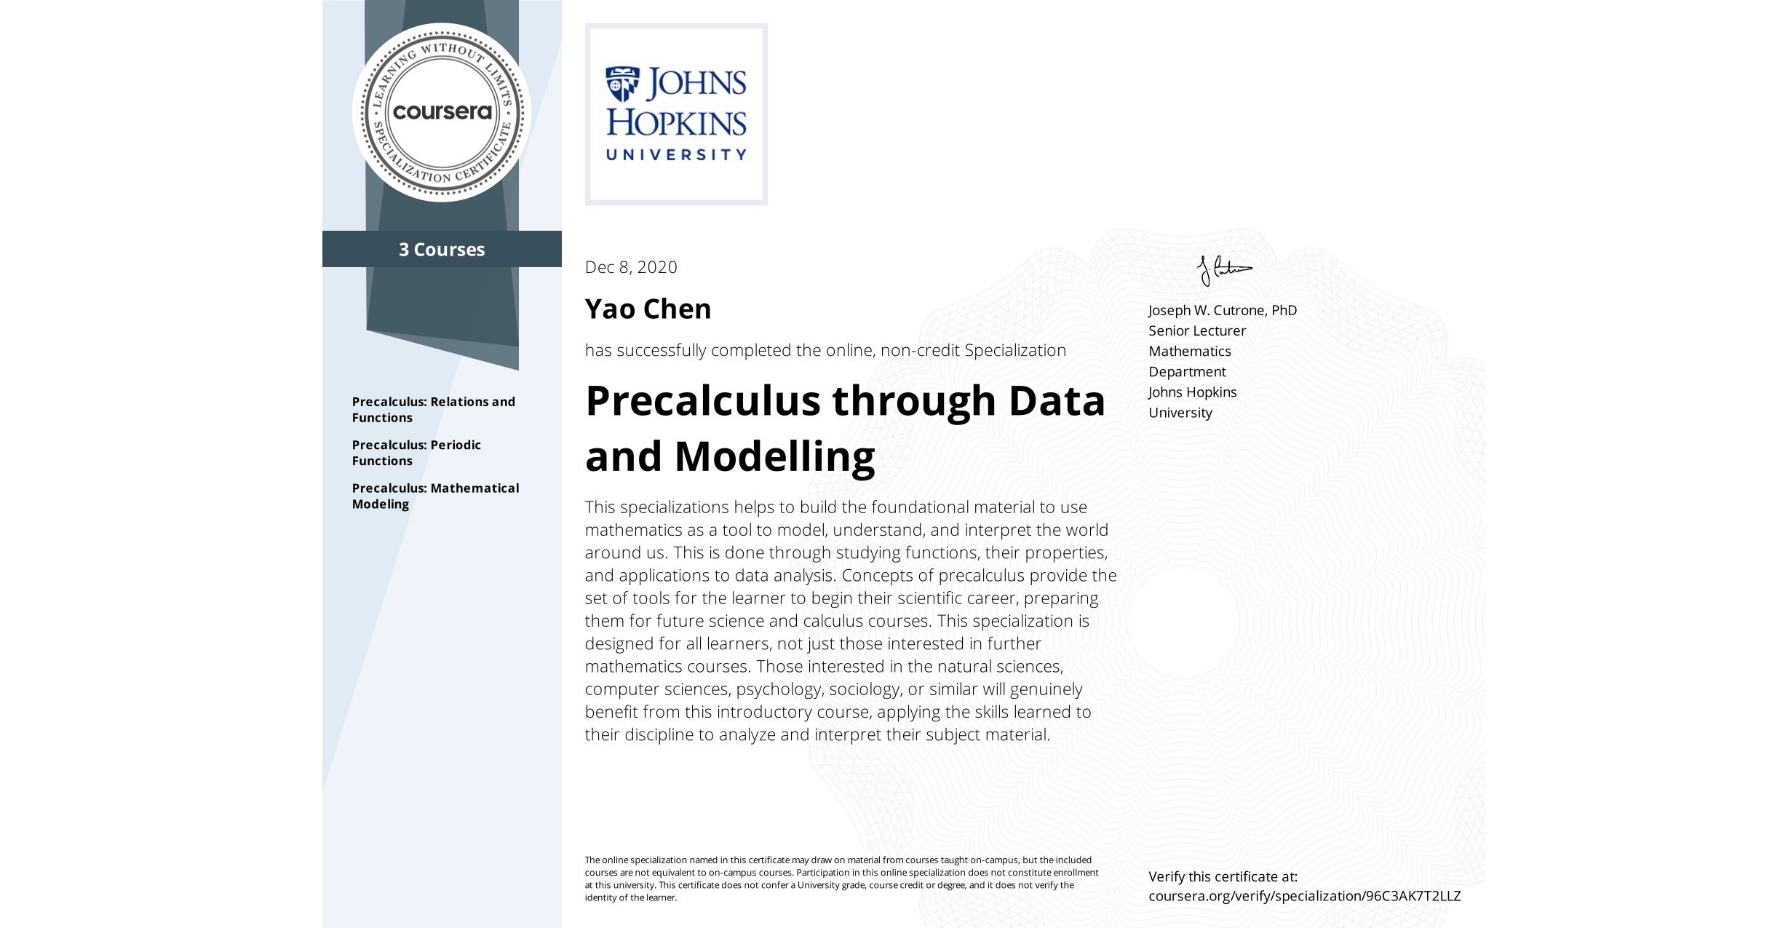 LEARNING WITHOUT LIMITS
coursera
SPECIALIZATION CERTIFICATE
3 Courses
Precalculus: Relations and
Functions
Precalculus: Periodic
Functions
Precalculus: Mathematical
Modeling
JOHNS
HOPKINS
UNIVERSITY
Dec 8, 2020
Yao Chen
has successfully completed the online, non-credit Specialization
Precalculus through Data
and Modelling
This specializations helps to build the foundational material to use
mathematics as a tool to model, understand, and interpret the world
around us. This is done through studying functions, their properties,
and applications to data analysis. Concepts of precalculus provide the
set of tools for the learner to begin their scientific career, preparing
them for future science and calculus courses. This specialization is
designed for all learners, not just those interested in further
mathematics courses. Those interested in the natural sciences,
computer sciences, psychology, sociology, or similar will genuinely
benefit from this introductory course, applying the skills learned to
their discipline to analyze and interpret their subject material.
Joseph W. Cutrone, PhD
Senior Lecturer
Mathematics
Department
Johns Hopkins
University
The online specialization named in this certificate may draw on material from courses taught on-campus, but the included
courses are not equivalent to on-campus courses. Participation in this online specialization does not constitute enrollment
at this university. This certificate does not confer a University grade, course credit or degree, and it does not verify the
identity of the learner.
Verify this certificate at:
coursera.org/verify/specialization/96C3AK7T2LLZ